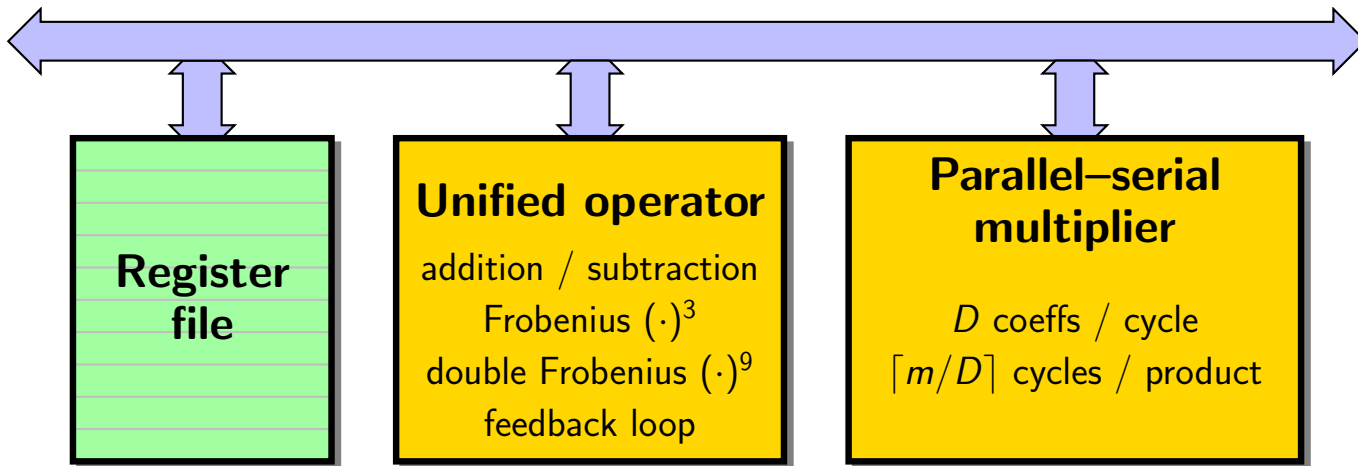 Register
file
Unified operator
addition / subtraction
Frobenius (·)³
double Frobenius (·)⁹
feedback loop
Parallel–serial
multiplier
D coeffs / cycle
⌈m/D⌉ cycles / product